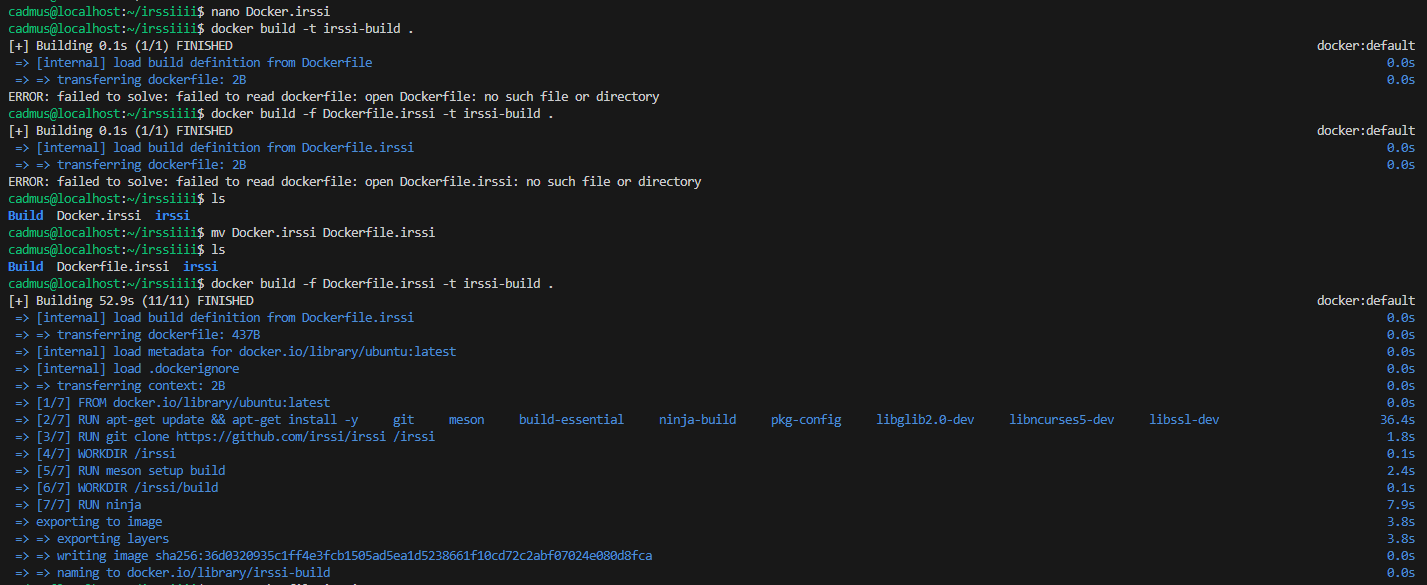 cadmus@localhost:~/irssiiii$ nano Docker.irssi
cadmus@localhost:~/irssiiii$ docker build -t irssi-build .
[+] Building 0.1s (1/1) FINISHED docker:default
=> [internal] load build definition from Dockerfile 0.0s
=> => transferring dockerfile: 2B 0.0s
ERROR: failed to solve: failed to read dockerfile: open Dockerfile: no such file or directory
cadmus@localhost:~/irssiiii$ docker build -f Dockerfile.irssi -t irssi-build .
[+] Building 0.1s (1/1) FINISHED docker:default
=> [internal] load build definition from Dockerfile.irssi 0.0s
=> => transferring dockerfile: 2B 0.0s
ERROR: failed to solve: failed to read dockerfile: open Dockerfile.irssi: no such file or directory
cadmus@localhost:~/irssiiii$ ls
Build Docker.irssi irssi
cadmus@localhost:~/irssiiii$ mv Docker.irssi Dockerfile.irssi
cadmus@localhost:~/irssiiii$ ls
Build Dockerfile.irssi irssi
cadmus@localhost:~/irssiiii$ docker build -f Dockerfile.irssi -t irssi-build .
[+] Building 52.9s (11/11) FINISHED docker:default
=> [internal] load build definition from Dockerfile.irssi 0.0s
=> => transferring dockerfile: 437B 0.0s
=> [internal] load metadata for docker.io/library/ubuntu:latest 0.0s
=> [internal] load .dockerignore 0.0s
=> => transferring context: 2B 0.0s
=> [1/7] FROM docker.io/library/ubuntu:latest 0.0s
=> [2/7] RUN apt-get update && apt-get install -y git meson build-essential ninja-build pkg-config libglib2.0-dev libncurses5-dev libssl-dev 36.4s
=> [3/7] RUN git clone https://github.com/irssi/irssi /irssi 1.8s
=> [4/7] WORKDIR /irssi 0.1s
=> [5/7] RUN meson setup build 2.4s
=> [6/7] WORKDIR /irssi/build 0.1s
=> [7/7] RUN ninja 7.9s
=> exporting to image 3.8s
=> => exporting layers 3.8s
=> => writing image sha256:36d0320935c1ff4e3fcb1505ad5ea1d5238661f10cd72c2abf07024e080d8fca 0.0s
=> => naming to docker.io/library/irssi-build 0.0s